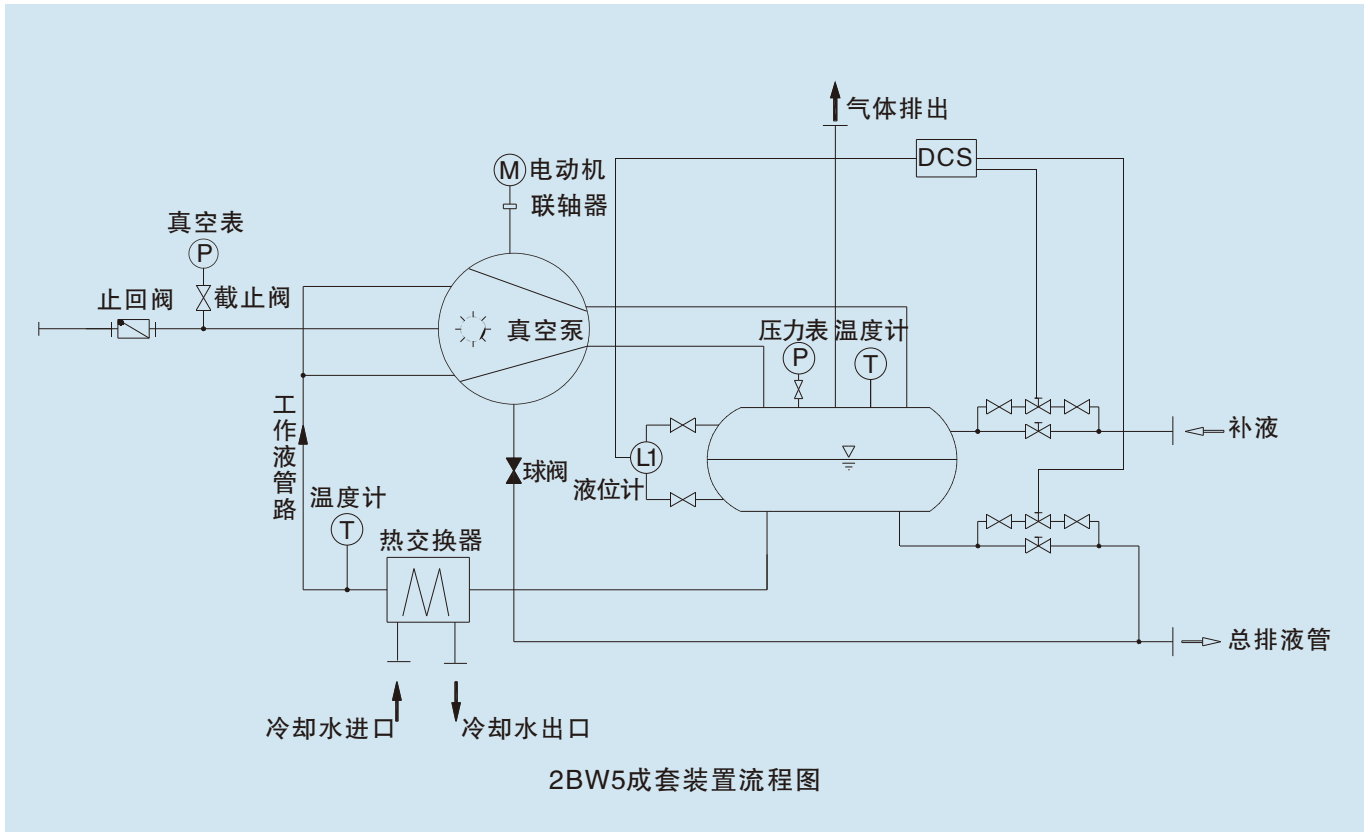 气体排出
DCS
M 电动机
联轴器
真空表
P
止回阀
截止阀
真空泵
压力表 温度计
P
T
工作液管路
补液
L1
液位计
球阀
温度计
T
热交换器
总排液管
冷却水进口
冷却水出口
2BW5成套装置流程图